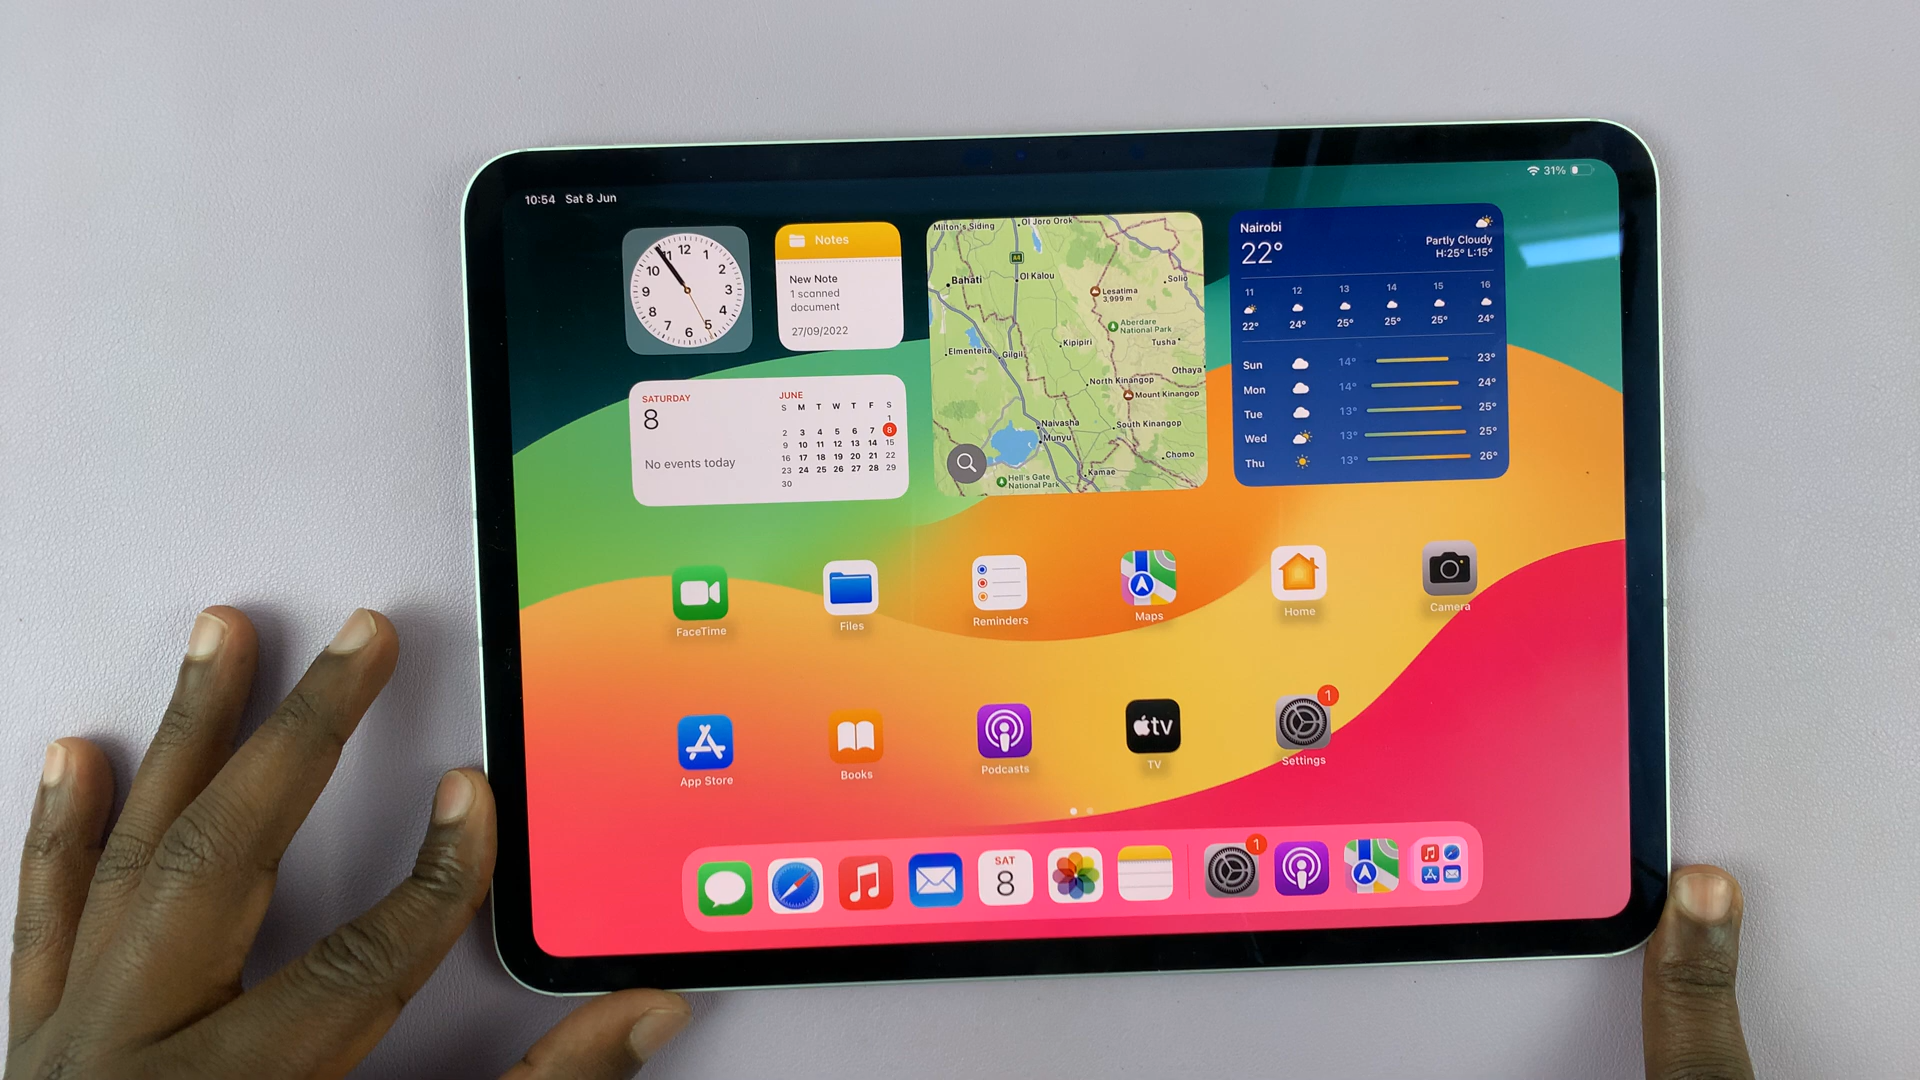 10:54 Sat 8 Jun
31%
12
1
2
3
4
5
6
7
8
9
10
11
Notes
New Note
1 scanned
document
27/09/2022
SATURDAY
8
No events today
JUNE
S M T W T F S
1
2 3 4 5 6 7 8
9 10 11 12 13 14 15
16 17 18 19 20 21 22
23 24 25 26 27 28 29
30
Milton's Siding
Ol Joro Orok
A4
Bahati
Ol Kalou
Solio
Lesatima
3,999 m
Aberdare
National Park
Elmenteita
Gilgil
Kipipiri
Tusha
Othaya
North Kinangop
Mount Kinangop
Naivasha
Munyu
South Kinangop
Chomo
Kamae
Hell's Gate
National Park
Nairobi
22°
Partly Cloudy
H:25° L:15°
11 12 13 14 15 16
22° 24° 25° 25° 25° 24°
Sun 14° 23°
Mon 14° 24°
Tue 13° 25°
Wed 13° 25°
Thu 13° 26°
FaceTime
Files
Reminders
Maps
Home
Camera
tv
1
App Store
Books
Podcasts
TV
Settings
SAT
8
1